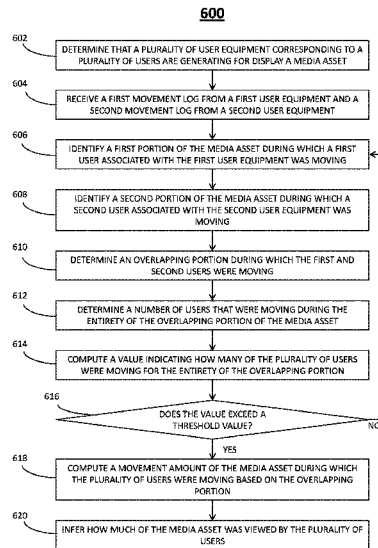 600
602
DETERMINE THAT A PLURALITY OF USER EQUIPMENT CORRESPONDING TO A
PLURALITY OF USERS ARE GENERATING FOR DISPLAY A MEDIA ASSET
604
RECEIVE A FIRST MOVEMENT LOG FROM A FIRST USER EQUIPMENT AND A
SECOND MOVEMENT LOG FROM A SECOND USER EQUIPMENT
606
IDENTIFY A FIRST PORTION OF THE MEDIA ASSET DURING WHICH A FIRST
USER ASSOCIATED WITH THE FIRST USER EQUIPMENT WAS MOVING
608
IDENTIFY A SECOND PORTION OF THE MEDIA ASSET DURING WHICH A
SECOND USER ASSOCIATED WITH THE SECOND USER EQUIPMENT WAS
MOVING
610
DETERMINE AN OVERLAPPING PORTION DURING WHICH THE FIRST AND
SECOND USERS WERE MOVING
612
DETERMINE A NUMBER OF USERS THAT WERE MOVING DURING THE
ENTIRETY OF THE OVERLAPPING PORTION OF THE MEDIA ASSET
614
COMPUTE A VALUE INDICATING HOW MANY OF THE PLURALITY OF USERS
WERE MOVING FOR THE ENTIRETY OF THE OVERLAPPING PORTION
616
DOES THE VALUE EXCEED A
THRESHOLD VALUE?
NO
YES
618
COMPUTE A MOVEMENT AMOUNT OF THE MEDIA ASSET DURING WHICH
THE PLURALITY OF USERS WERE MOVING BASED ON THE OVERLAPPING
PORTION
620
INFER HOW MUCH OF THE MEDIA ASSET WAS VIEWED BY THE PLURALITY OF
USERS